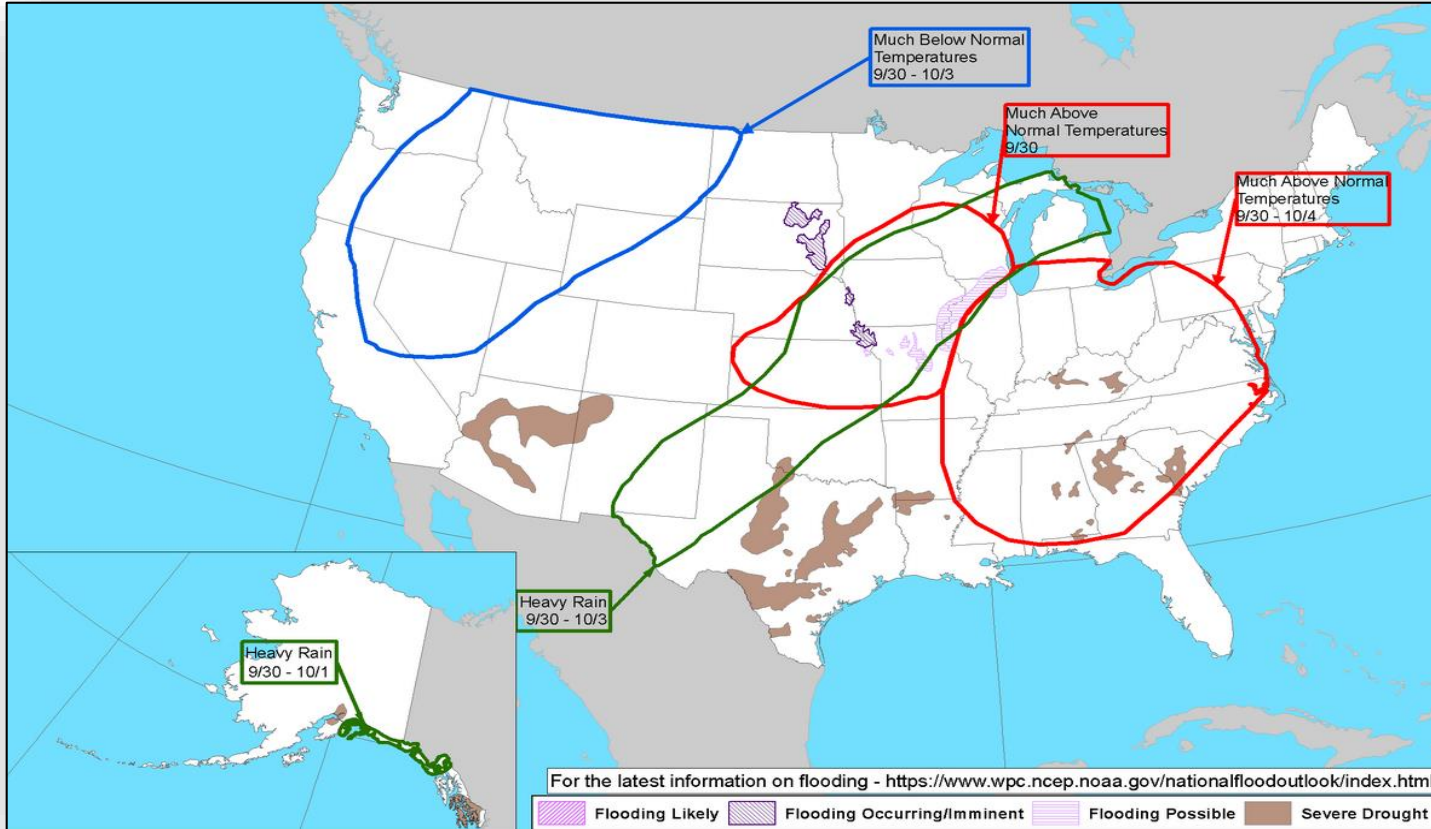 Much Below Normal
Temperatures
9/30 - 10/3
Much Above
Normal Temperatures
9/30
Much Above Normal
Temperatures
9/30 - 10/4
Heavy Rain
9/30 - 10/3
Heavy Rain
9/30 - 10/1
For the latest information on flooding - https://www.wpc.ncep.noaa.gov/nationalfloodoutlook/index.html
Flooding Likely
Flooding Occurring/Imminent
Flooding Possible
Severe Drought